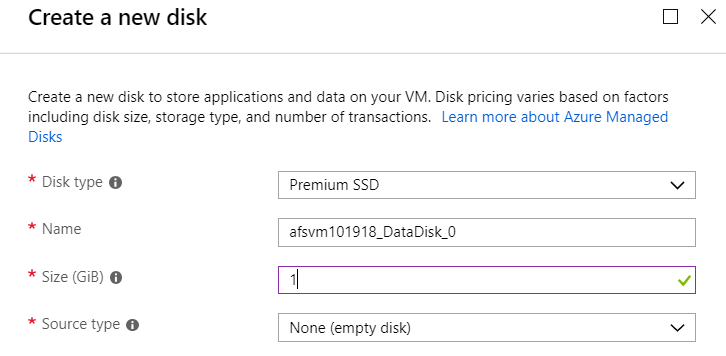 Create a new disk
Create a new disk to store applications and data on your VM. Disk pricing varies based on factors
including disk size, storage type, and number of transactions. Learn more about Azure Managed
Disks
* Disk type
Premium SSD
* Name
afsvm101918_DataDisk_0
* Size (GiB)
1
* Source type
None (empty disk)